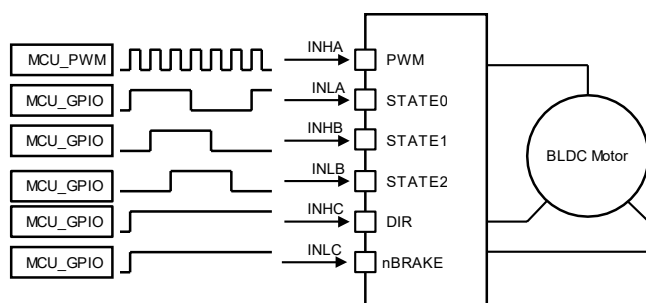 MCU_PWM INHA PWM
MCU_GPIO INLA STATE0
MCU_GPIO INHB STATE1
MCU_GPIO INLB STATE2
MCU_GPIO INHC DIR
MCU_GPIO INLC nBRAKE
BLDC Motor